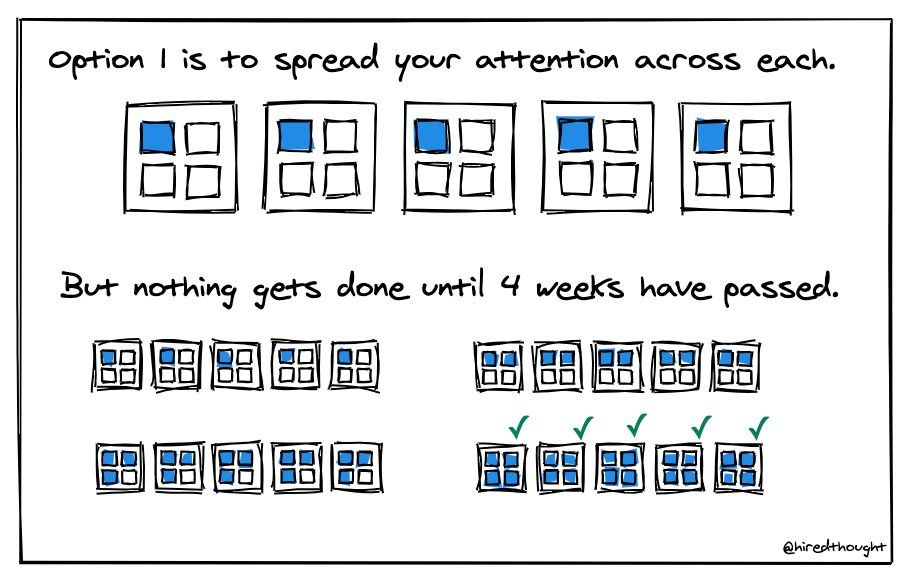 Option 1 is to spread your attention across each.
But nothing gets done until 4 weeks have passed.
@hiredthought